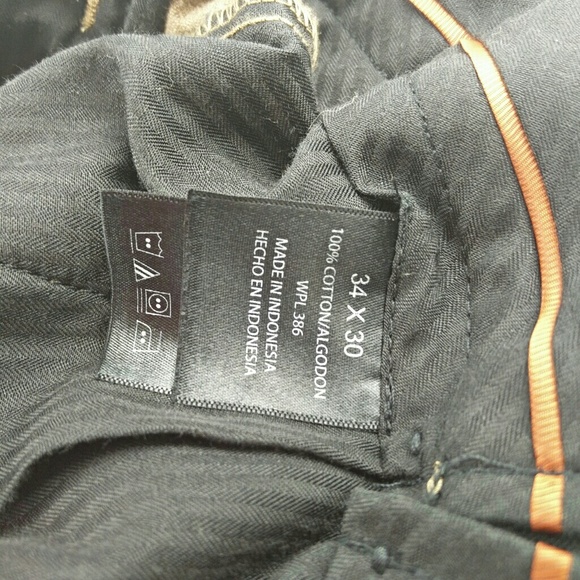 34 X 30
100% COTTON/ALGODON
WPL 386
MADE IN INDONESIA
HECHO EN INDONESIA